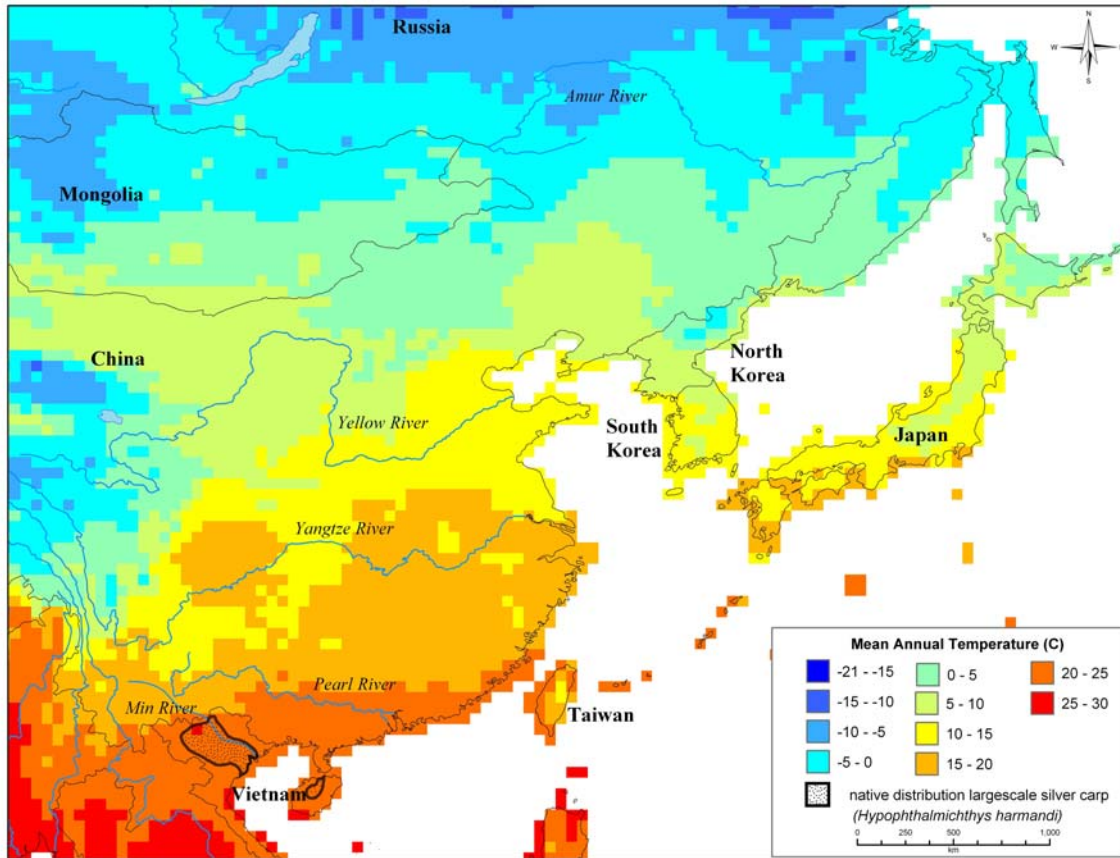 Russia
N
W
S
Amur River
Mongolia
China
North
Korea
Yellow River
South
Korea
Japan
Yangtze River
Pearl River
Min River
Taiwan
Vietnam
Mean Annual Temperature (C)
-21 - -15
-15 - -10
-10 - -5
-5 - 0
0 - 5
5 - 10
10 - 15
15 - 20
20 - 25
25 - 30
native distribution largescale silver carp
(Hypophthalmichthys harmandi)
0 250 500 1,000
km